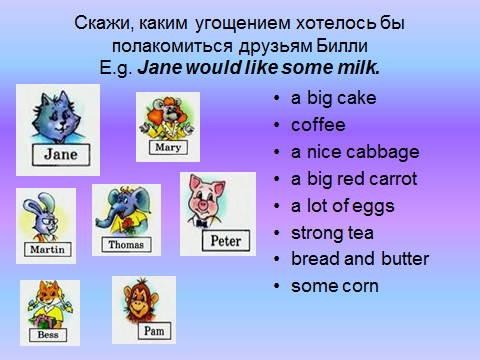 Скажи, каким угощением хотелось бы
полакомиться друзьям Билли
E.g. Jane would like some milk.
Jane
Mary
Martin
Thomas
Peter
Bess
Pam
• a big cake
• coffee
• a nice cabbage
• a big red carrot
• a lot of eggs
• strong tea
• bread and butter
• some corn